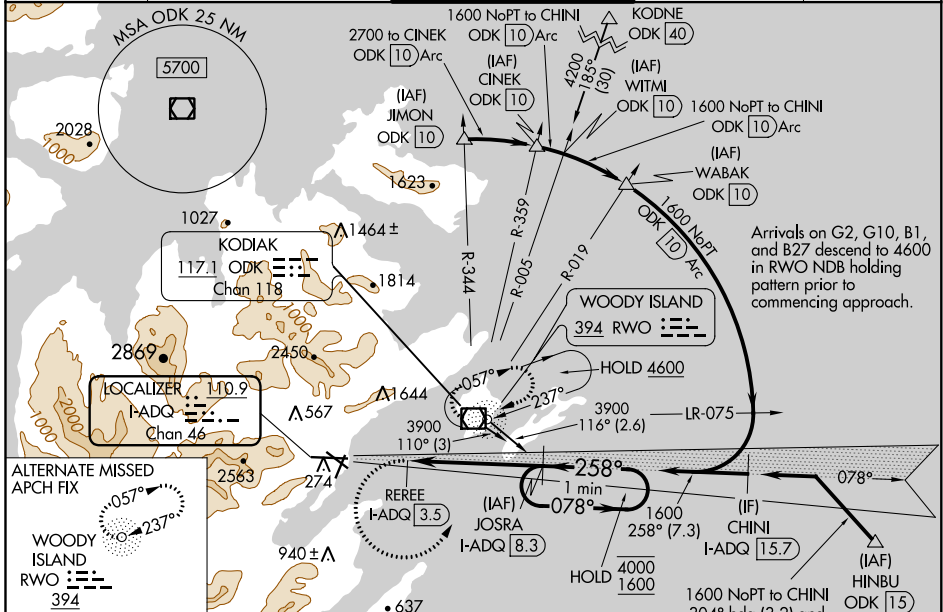 MSA ODK 25 NM
5700
2700 to CINEK
ODK 10 Arc
1600 NoPT to CHINI
ODK 10 Arc
KODNE
ODK 40
4200
185°
(30)
(IAF)
JIMON
ODK 10
(IAF)
CINEK
ODK 10
(IAF)
WITMI
ODK 10
1600 NoPT to CHINI
ODK 10 Arc
(IAF)
WABAK
ODK 10
1600 NoPT
ODK 10 Arc
2028
1000
1623
1027
1464 ±
KODIAK
117.1 ODK
Chan 118
1814
R-344
R-359
R-005
R-019
Arrivals on G2, G10, B1,
and B27 descend to 4600
in RWO NDB holding
pattern prior to
commencing approach.
WOODY ISLAND
394 RWO
1000
2869
2450
HOLD 4600
057°
237°
LOCALIZER 110.9
I-ADQ
Chan 46
1000
2000
567
1644
3900
110° (3)
3900
116° (2.6)
LR-075
2563
274
258°
1 min
078°
078°
REREE
I-ADQ 3.5
(IAF)
JOSRA
I-ADQ 8.3
1600
258° (7.3)
(IF)
CHINI
I-ADQ 15.7
HOLD 4000
1600
(IAF)
HINBU
ODK 15
1600 NoPT to CHINI
ALTERNATE MISSED
APCH FIX
057°
237°
WOODY
ISLAND
RWO
394
940 ±
637